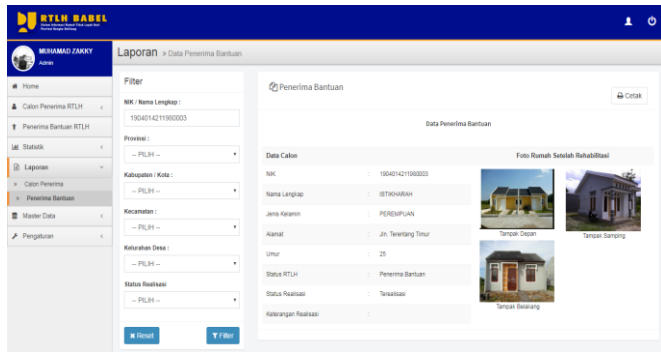 RTLH BABEL
MUHAMAD ZAKKY
Admin
Home
Calon Penerima RTLH
Penerima Bantuan RTLH
Statistik
Laporan
Calon Penerima
Penerima Bantuan
Master Data
Pengaturan
Laporan » Data Penerima Bantuan
Filter
NIK / Nama Lengkap :
1904014211980003
Provinsi :
-- PILIH --
Kabupaten / Kota :
-- PILIH --
Kecamatan :
-- PILIH --
Kelurahan Desa :
-- PILIH --
Status Realisasi
-- PILIH --
Reset
Filter
Penerima Bantuan
Cetak
Data Penerima Bantuan
Data Calon
NIK : 1904014211980003
Nama Lengkap : ISTIKHARAH
Jenis Kelamin : PEREMPUAN
Alamat : Jln. Terentang Timur
Umur : 25
Status RTLH : Penerima Bantuan
Status Realisasi : Terealisasi
Keterangan Realisasi :
Foto Rumah Setelah Rehabilitasi
Tampak Depan
Tampak Samping
Tampak Belakang